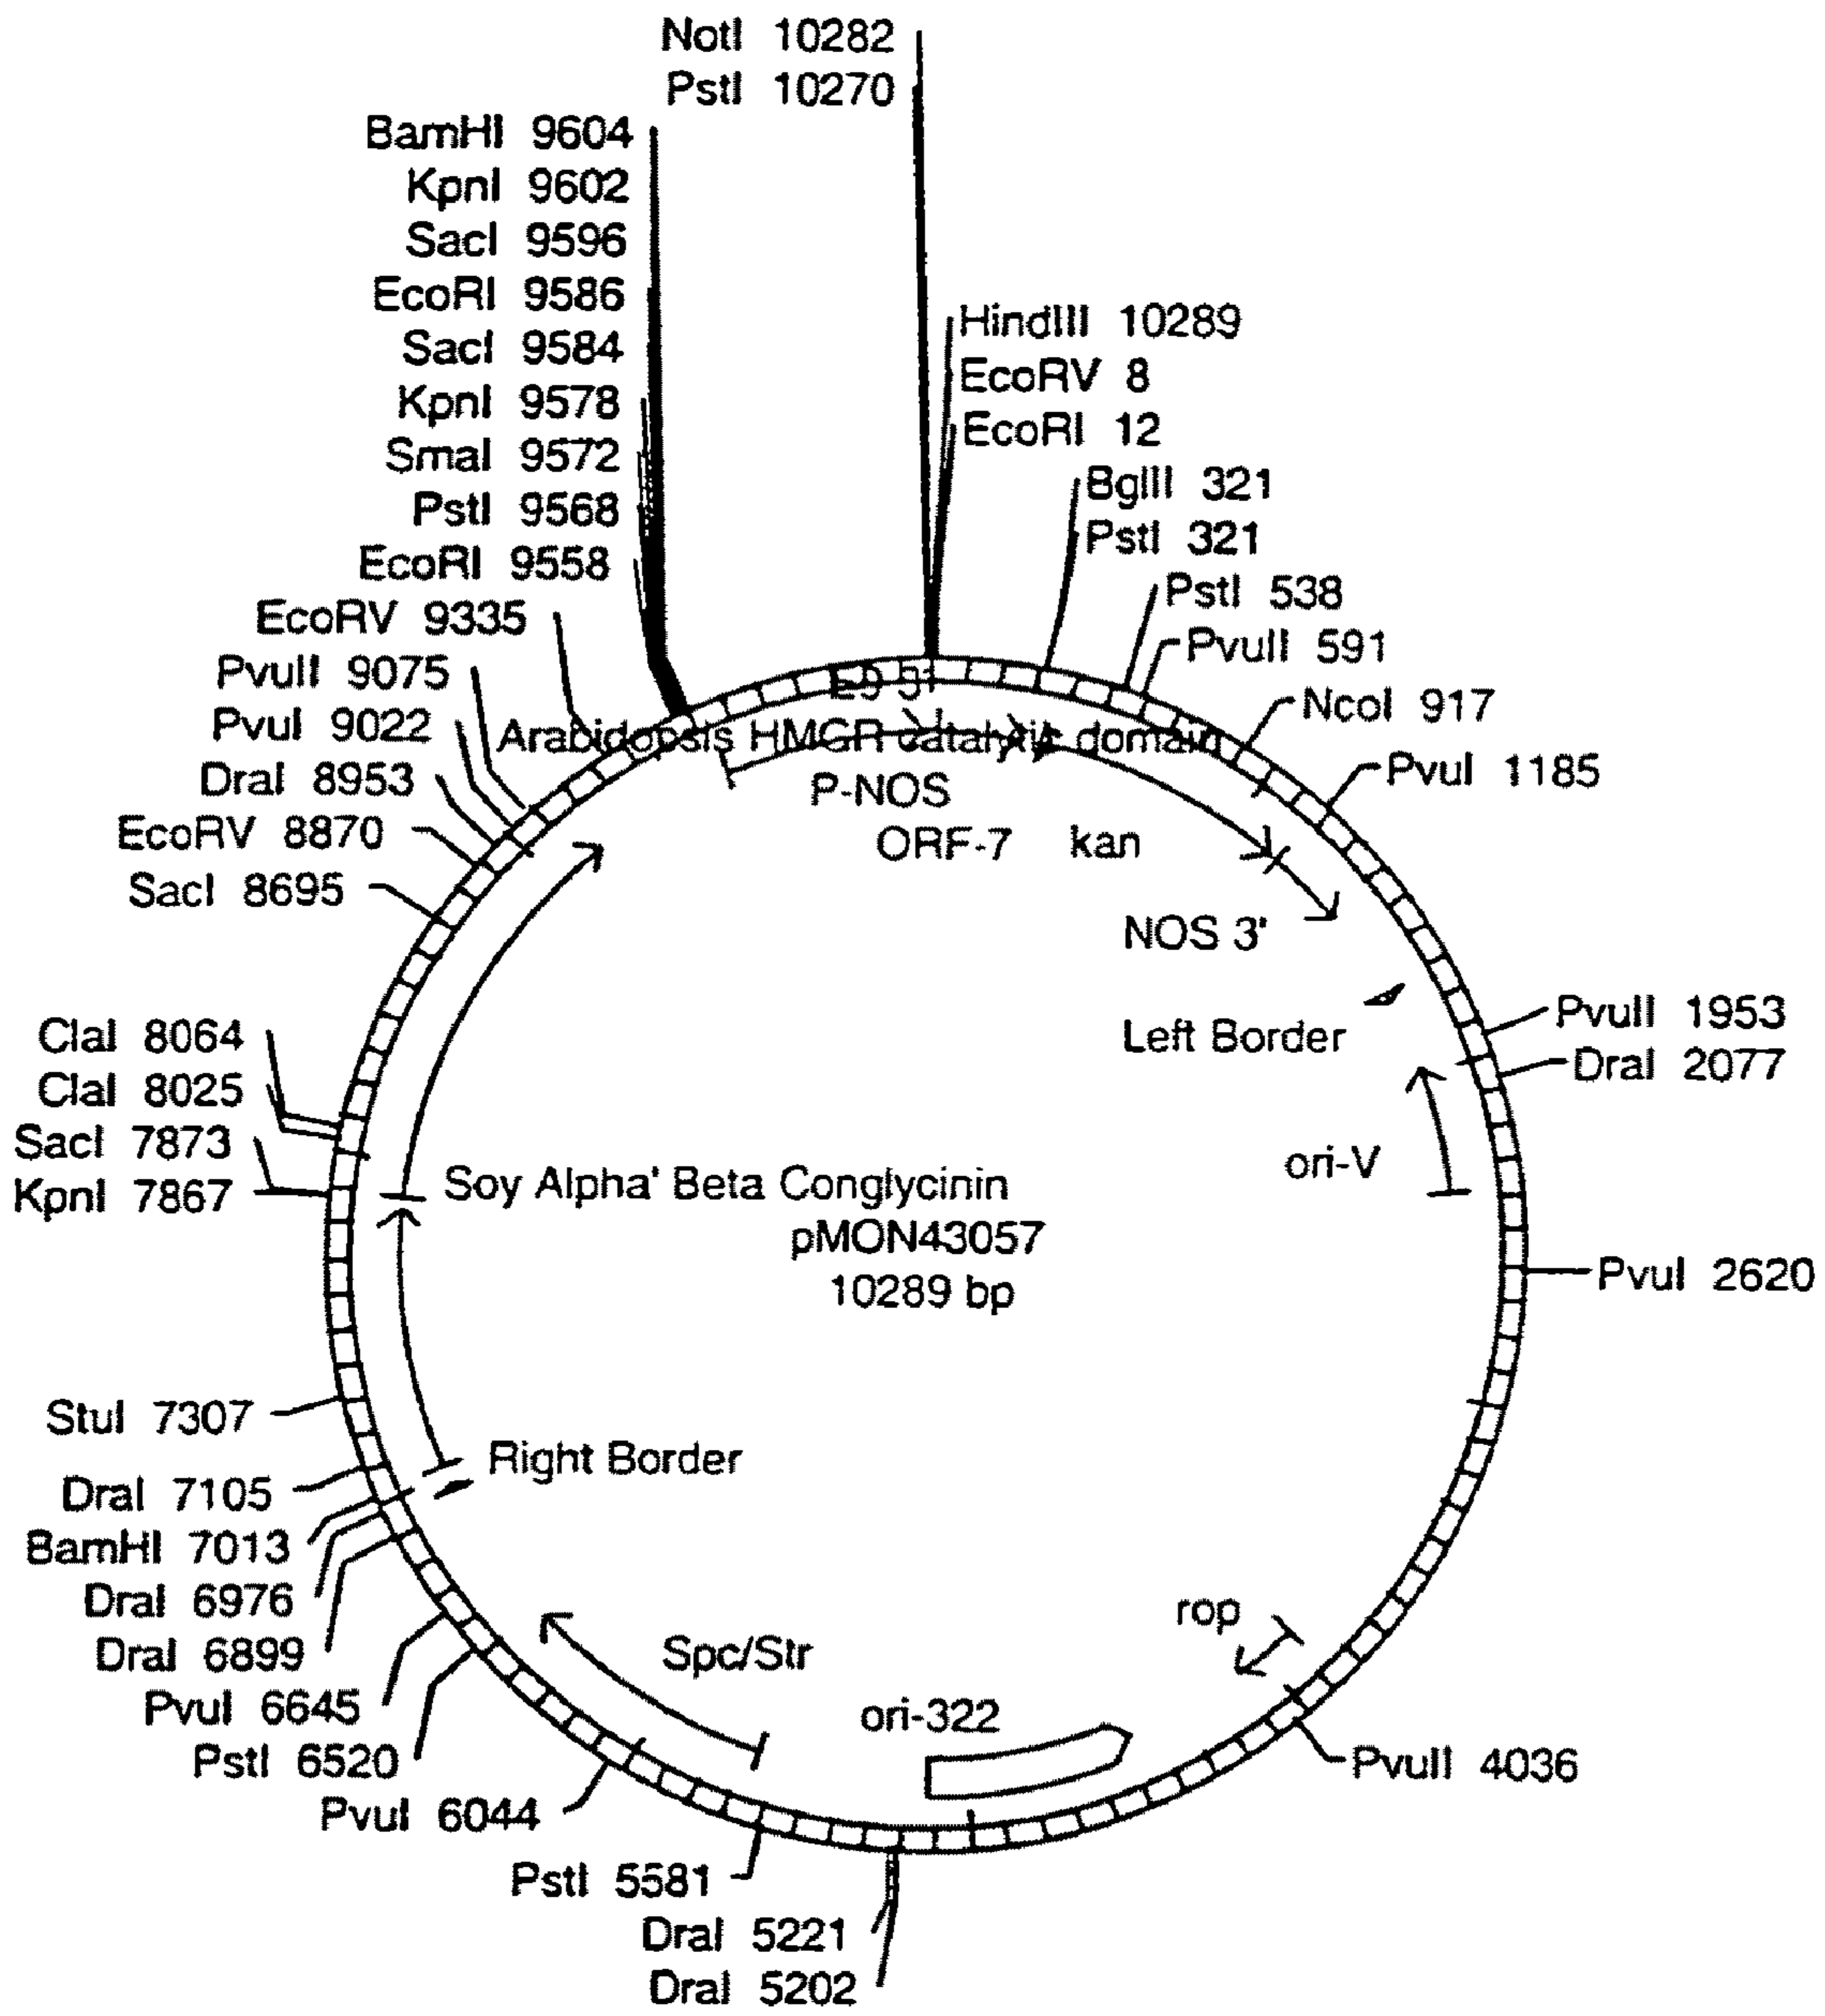 NotI 10282
PstI 10270
BamHI 9604
KpnI 9602
SacI 9596
EcoRI 9586
SacI 9584
KpnI 9578
SmaI 9572
PstI 9568
EcoRI 9558
EcoRV 9335
PvuII 9075
PvuI 9022
DraI 8953
EcoRV 8870
SacI 8695
ClaI 8064
ClaI 8025
SacI 7873
KpnI 7867
StuI 7307
DraI 7105
BamHI 7013
DraI 6976
DraI 6899
PvuI 6645
PstI 6520
PvuI 6044
PstI 5581
DraI 5221
DraI 5202
HindIII 10289
EcoRV 8
EcoRI 12
BglII 321
PstI 321
PstI 538
PvuII 591
NcoI 917
PvuI 1185
PvuII 1953
DraI 2077
PvuI 2620
PvuII 4036
E9 3'
Arabidopsis HMGR catalytic domain
P-NOS
ORF-7 kan
NOS 3'
Left Border
ori-V
Soy Alpha' Beta Conglycinin
pMON43057
10289 bp
Right Border
rop
Spc/Str
ori-322